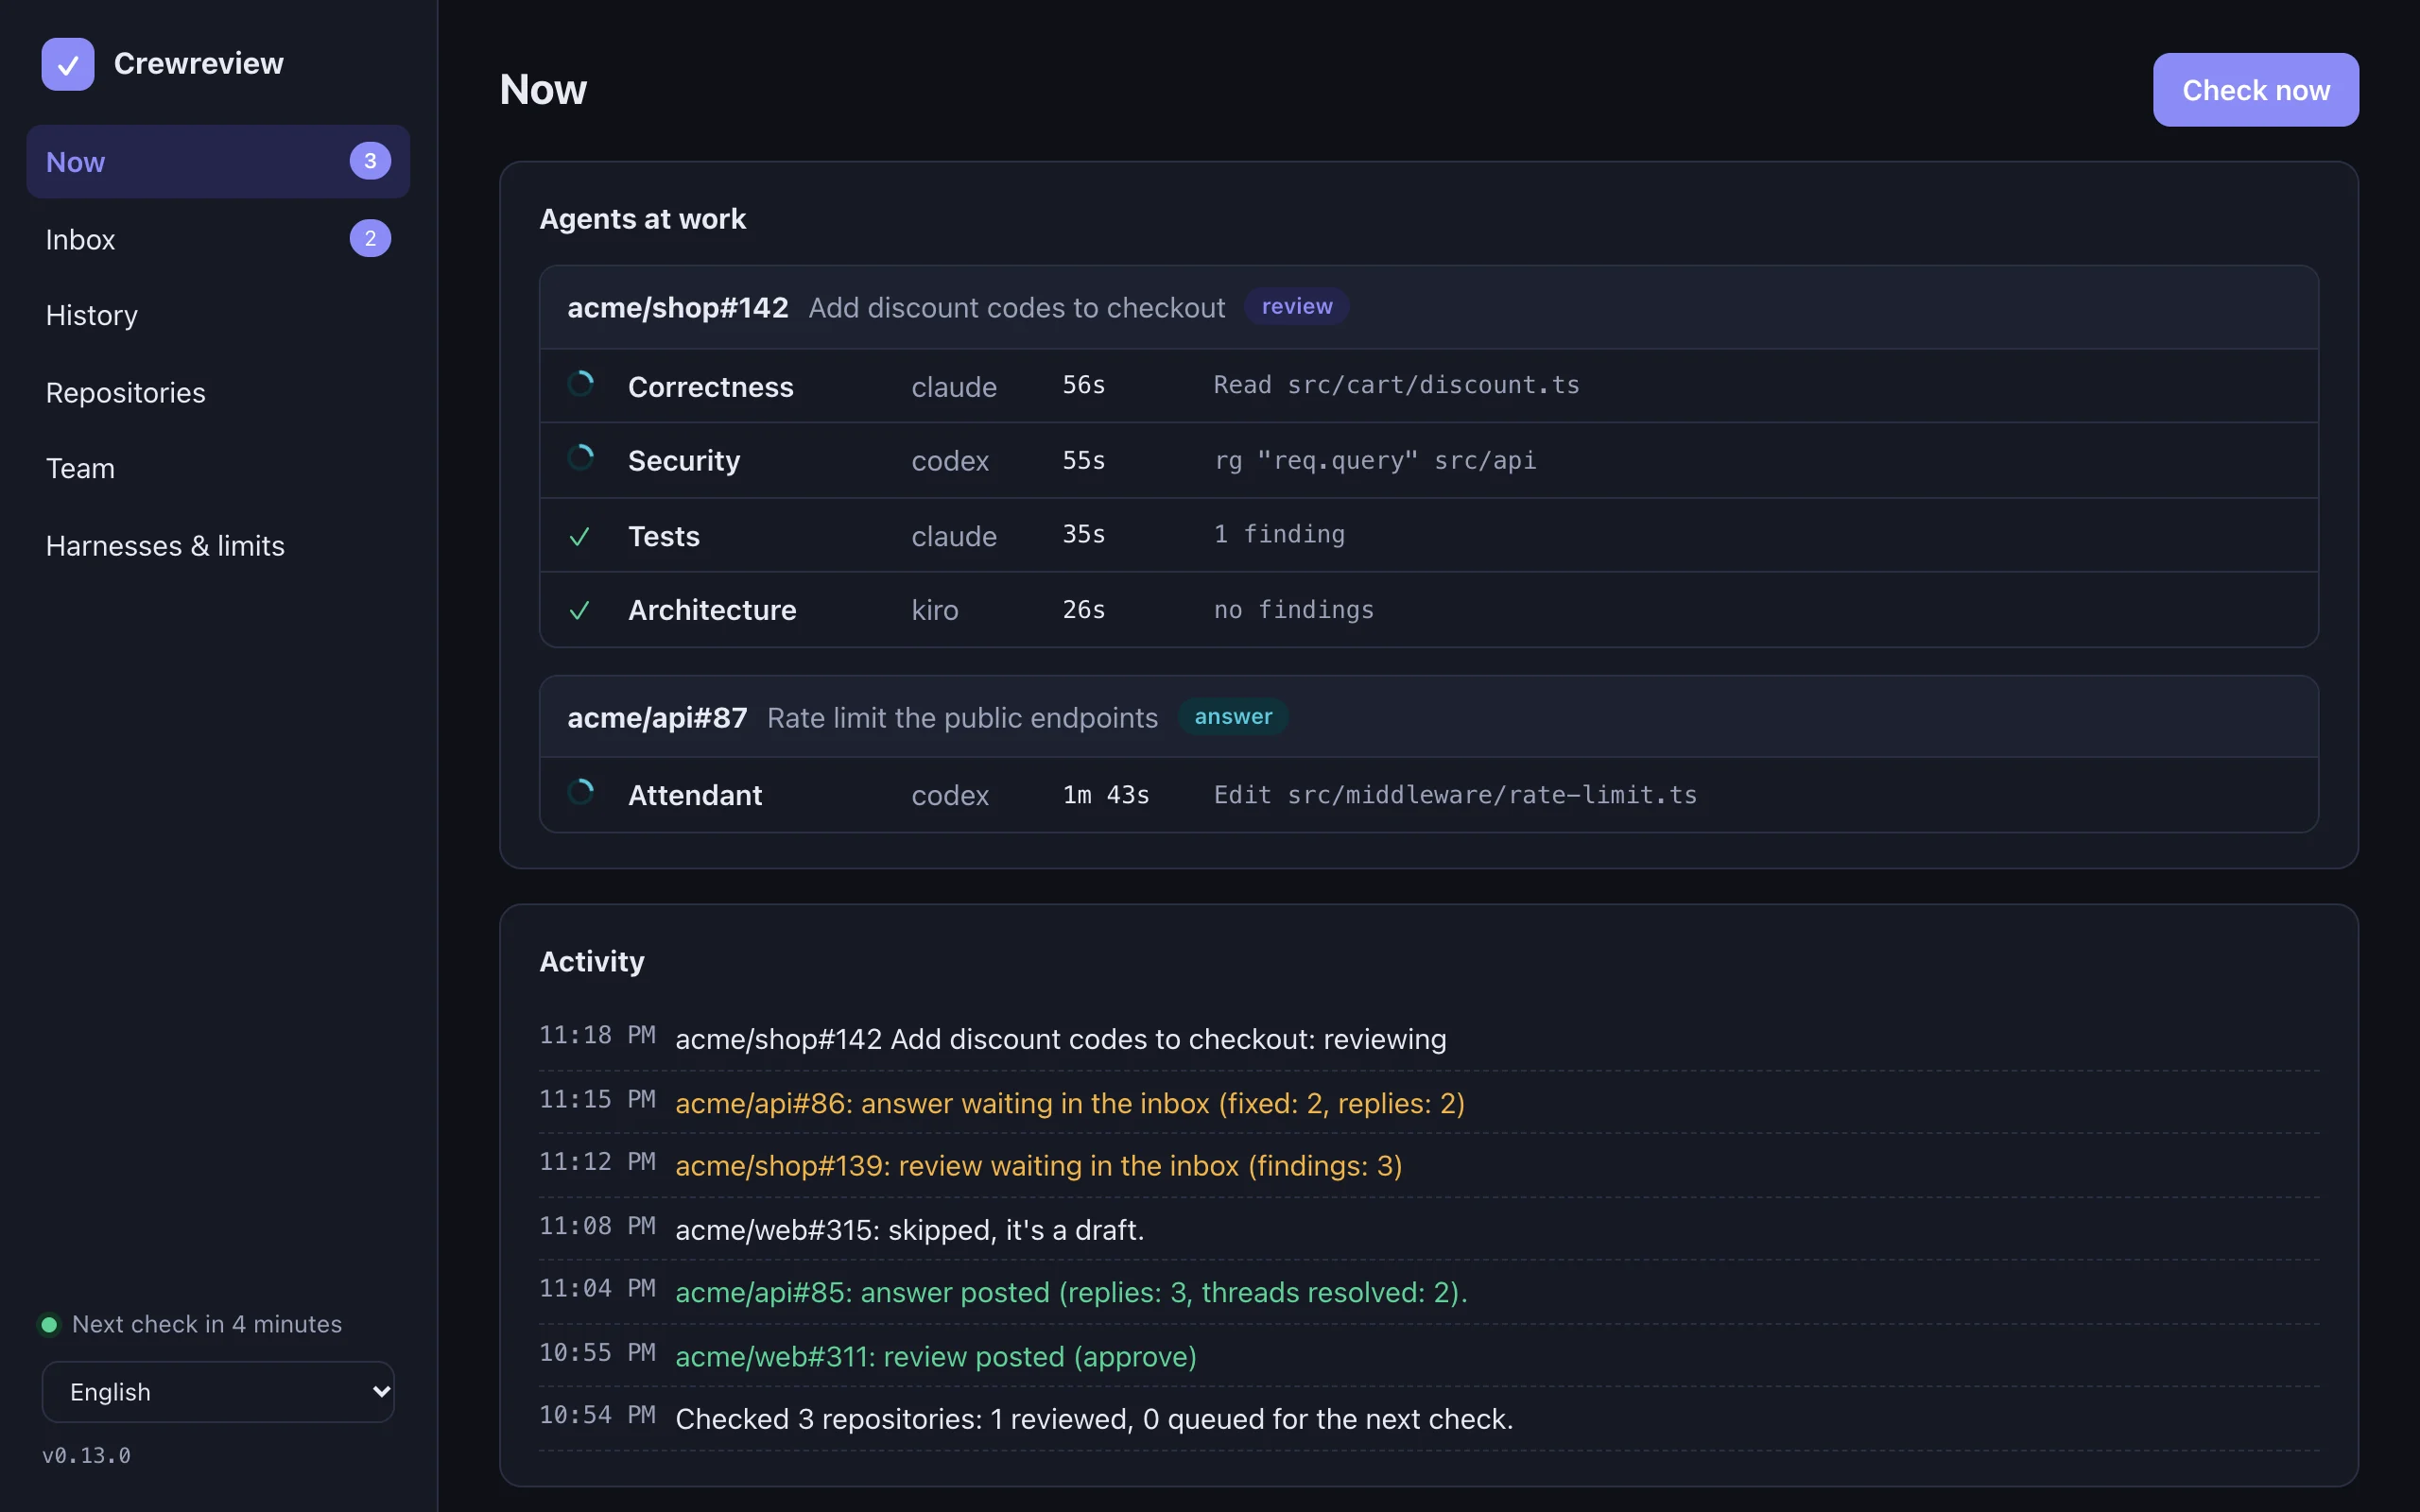 Crewreview
Now 3
Inbox 2
History
Repositories
Team
Harnesses & limits
Next check in 4 minutes
English
v0.13.0
Now
Check now
Agents at work
acme/shop#142 Add discount codes to checkout review
Correctness claude 56s Read src/cart/discount.ts
Security codex 55s rg "req.query" src/api
Tests claude 35s 1 finding
Architecture kiro 26s no findings
acme/api#87 Rate limit the public endpoints answer
Attendant codex 1m 43s Edit src/middleware/rate-limit.ts
Activity
11:18 PM acme/shop#142 Add discount codes to checkout: reviewing
11:15 PM acme/api#86: answer waiting in the inbox (fixed: 2, replies: 2)
11:12 PM acme/shop#139: review waiting in the inbox (findings: 3)
11:08 PM acme/web#315: skipped, it's a draft.
11:04 PM acme/api#85: answer posted (replies: 3, threads resolved: 2).
10:55 PM acme/web#311: review posted (approve)
10:54 PM Checked 3 repositories: 1 reviewed, 0 queued for the next check.